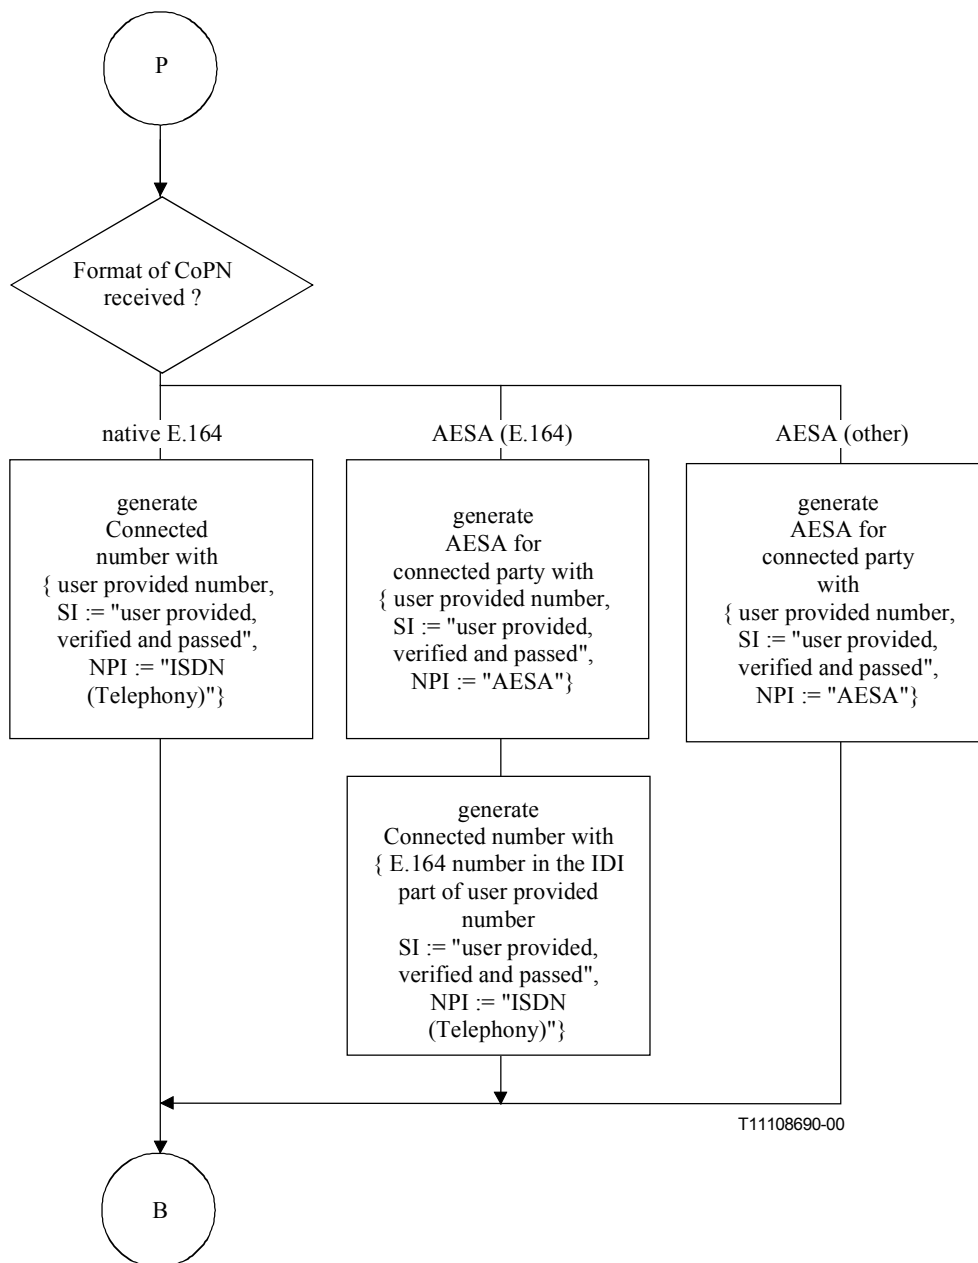 P
Format of CoPN
received ?
native E.164
AESA (E.164)
AESA (other)
generate
Connected
number with
{ user provided number,
SI := "user provided,
verified and passed",
NPI := "ISDN
(Telephony)"}
generate
AESA for
connected party with
{ user provided number,
SI := "user provided,
verified and passed",
NPI := "AESA"}
generate
AESA for
connected party
with
{ user provided number,
SI := "user provided,
verified and passed",
NPI := "AESA"}
generate
Connected number with
{ E.164 number in the IDI
part of user provided
number
SI := "user provided,
verified and passed",
NPI := "ISDN
(Telephony)"}
T11108690-00
B